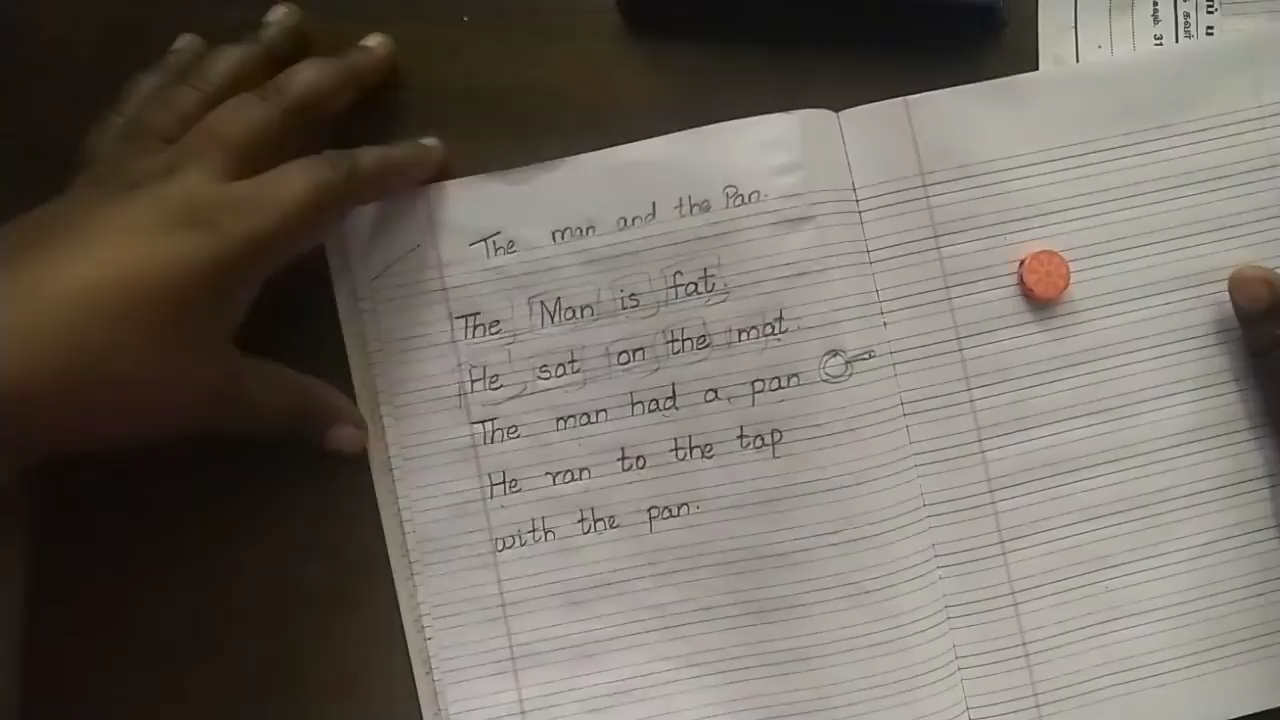 The man and the Pan.
The Man is fat.
He sat on the mat.
The man had a pan
He ran to the tap
with the pan.
31